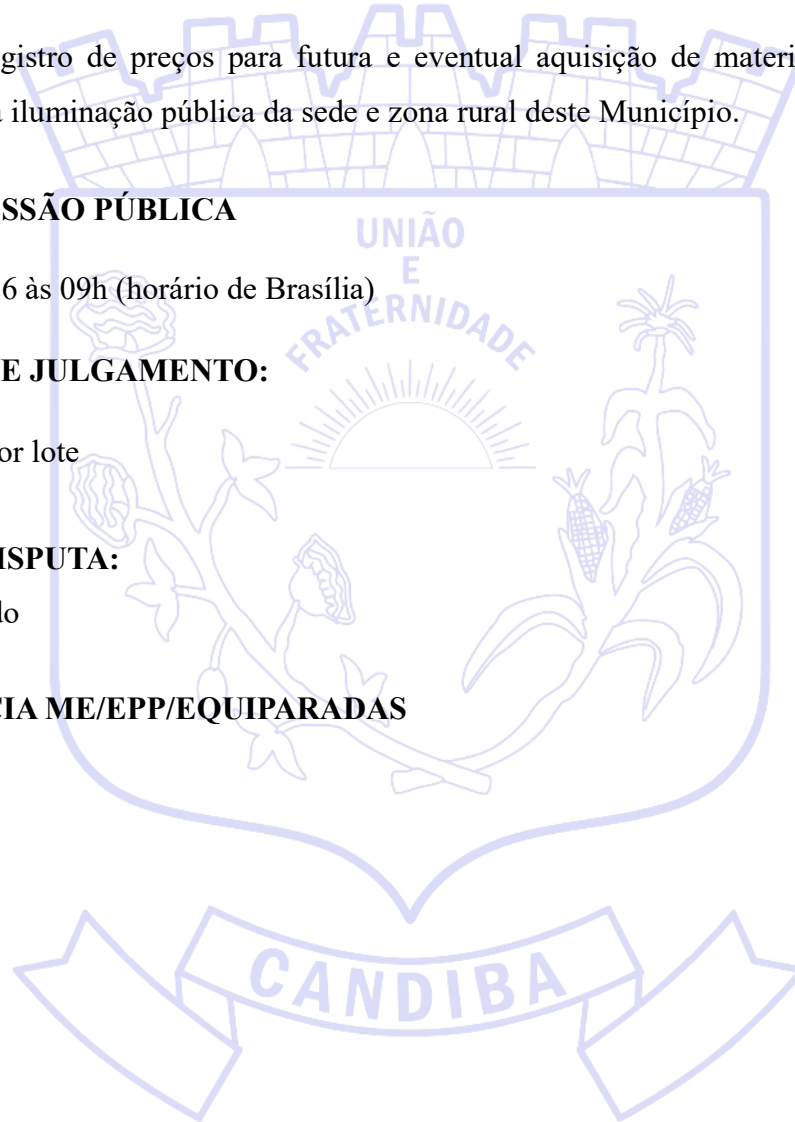 gistro de preços para futura e eventual aquisição de materi
iluminação pública da sede e zona rural deste Município.
SSÃO PÚBLICA
UNIÃO
E
FRATERNIDADE
6 às 09h (horário de Brasília)
E JULGAMENTO:
or lote
ISPUTA:
do
CIA ME/EPP/EQUIPARADAS
CANDIBA